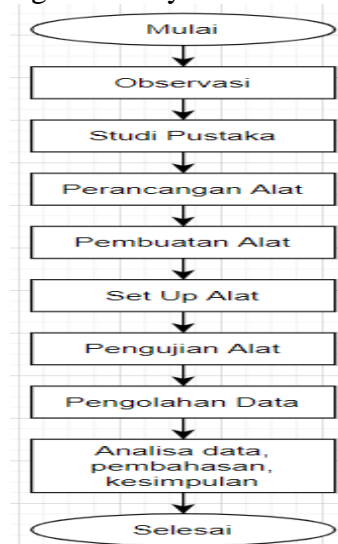 Mulai
Observasi
Studi Pustaka
Perancangan Alat
Pembuatan Alat
Set Up Alat
Pengujian Alat
Pengolahan Data
Analisa data,
pembahasan,
kesimpulan
Selesai